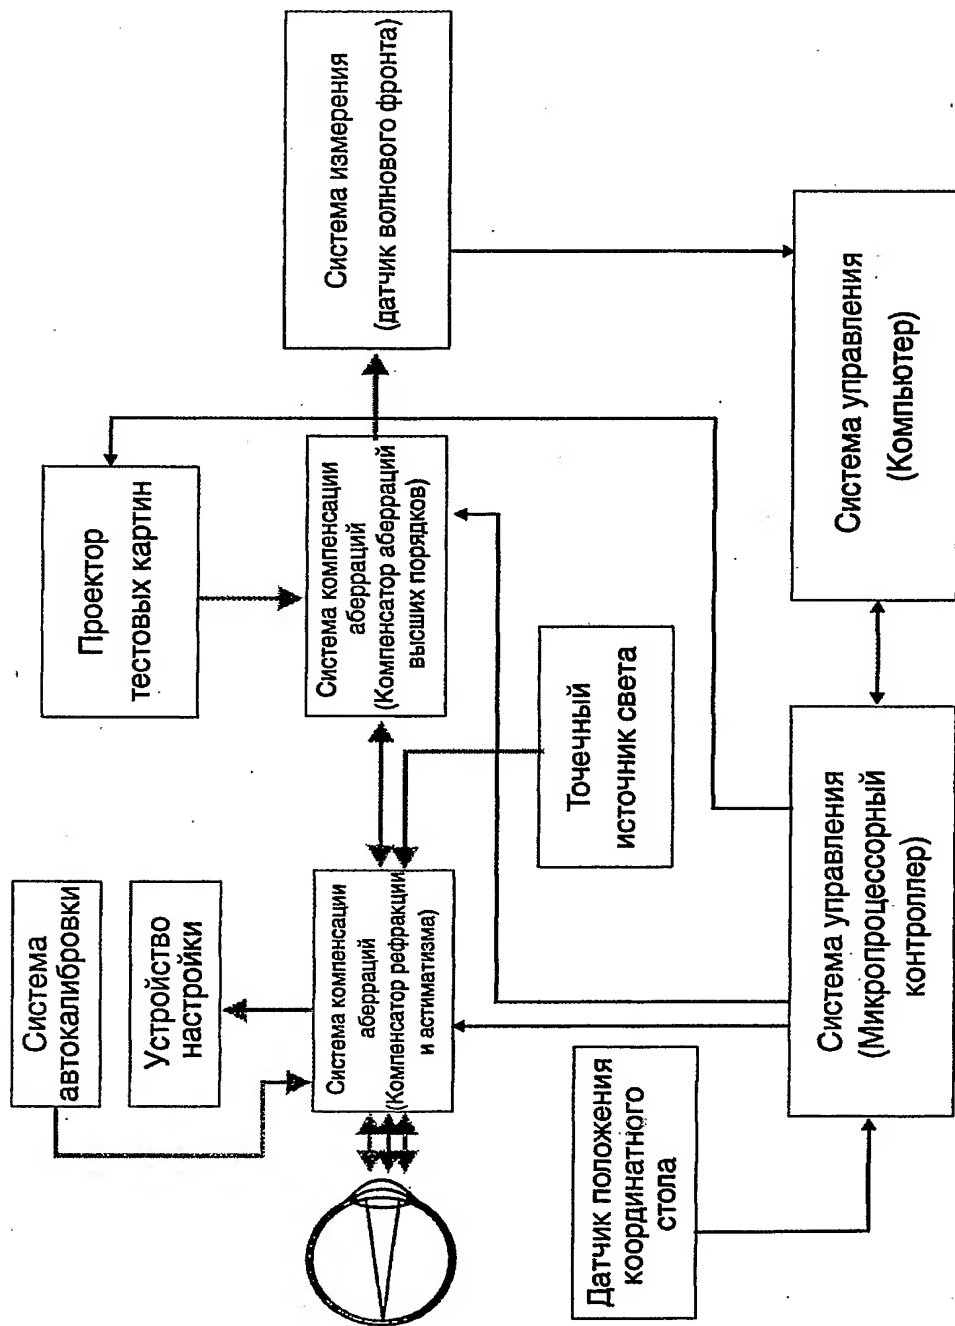 Система
автокалибровки
Устройство
настройки
Проектор
тестовых картин
Система компенсации
аберраций
(Компенсатор рефракции
и астиматизма)
Система компенсации
аберраций
(Компенсатор аберраций
высших порядков)
Система измерения
(датчик волнового фронта)
Точечный
источник света
Датчик положения
координатного
стола
Система управления
(Микропроцессорный
контроллер)
Система управления
(Компьютер)